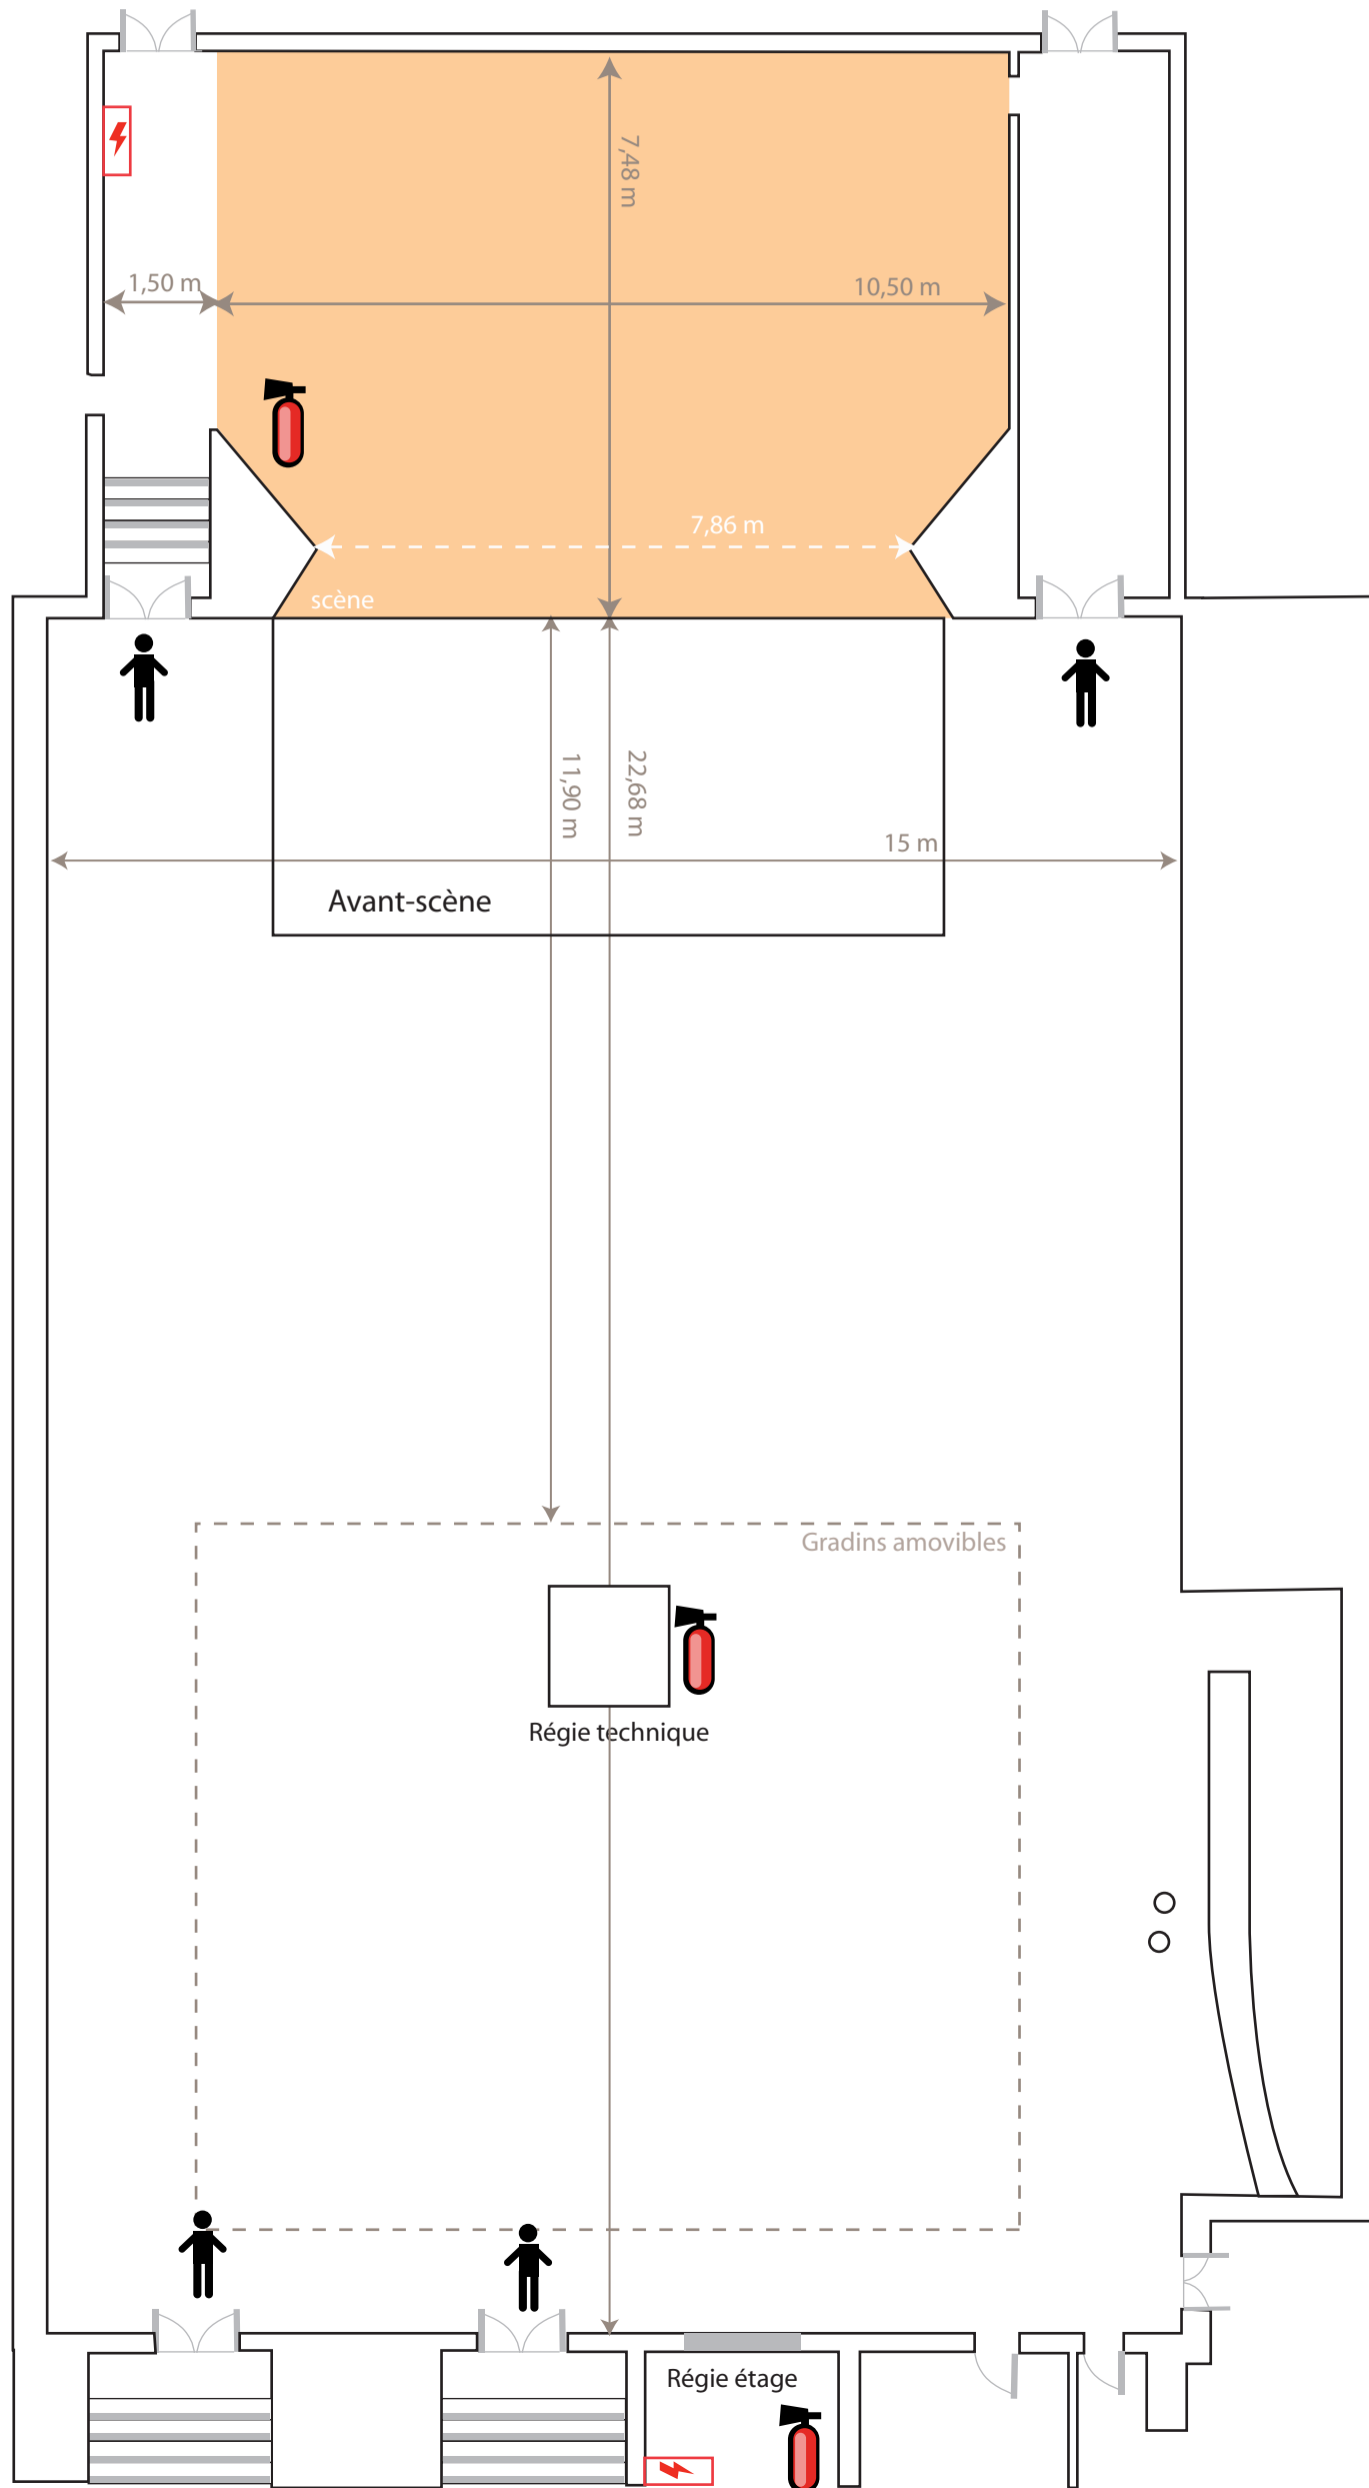 7,48 m
1,50 m
10,50 m
7,86 m
scène
11,90 m
22,68 m
15 m
Avant-scène
Gradins amovibles
Régie technique
Régie étage